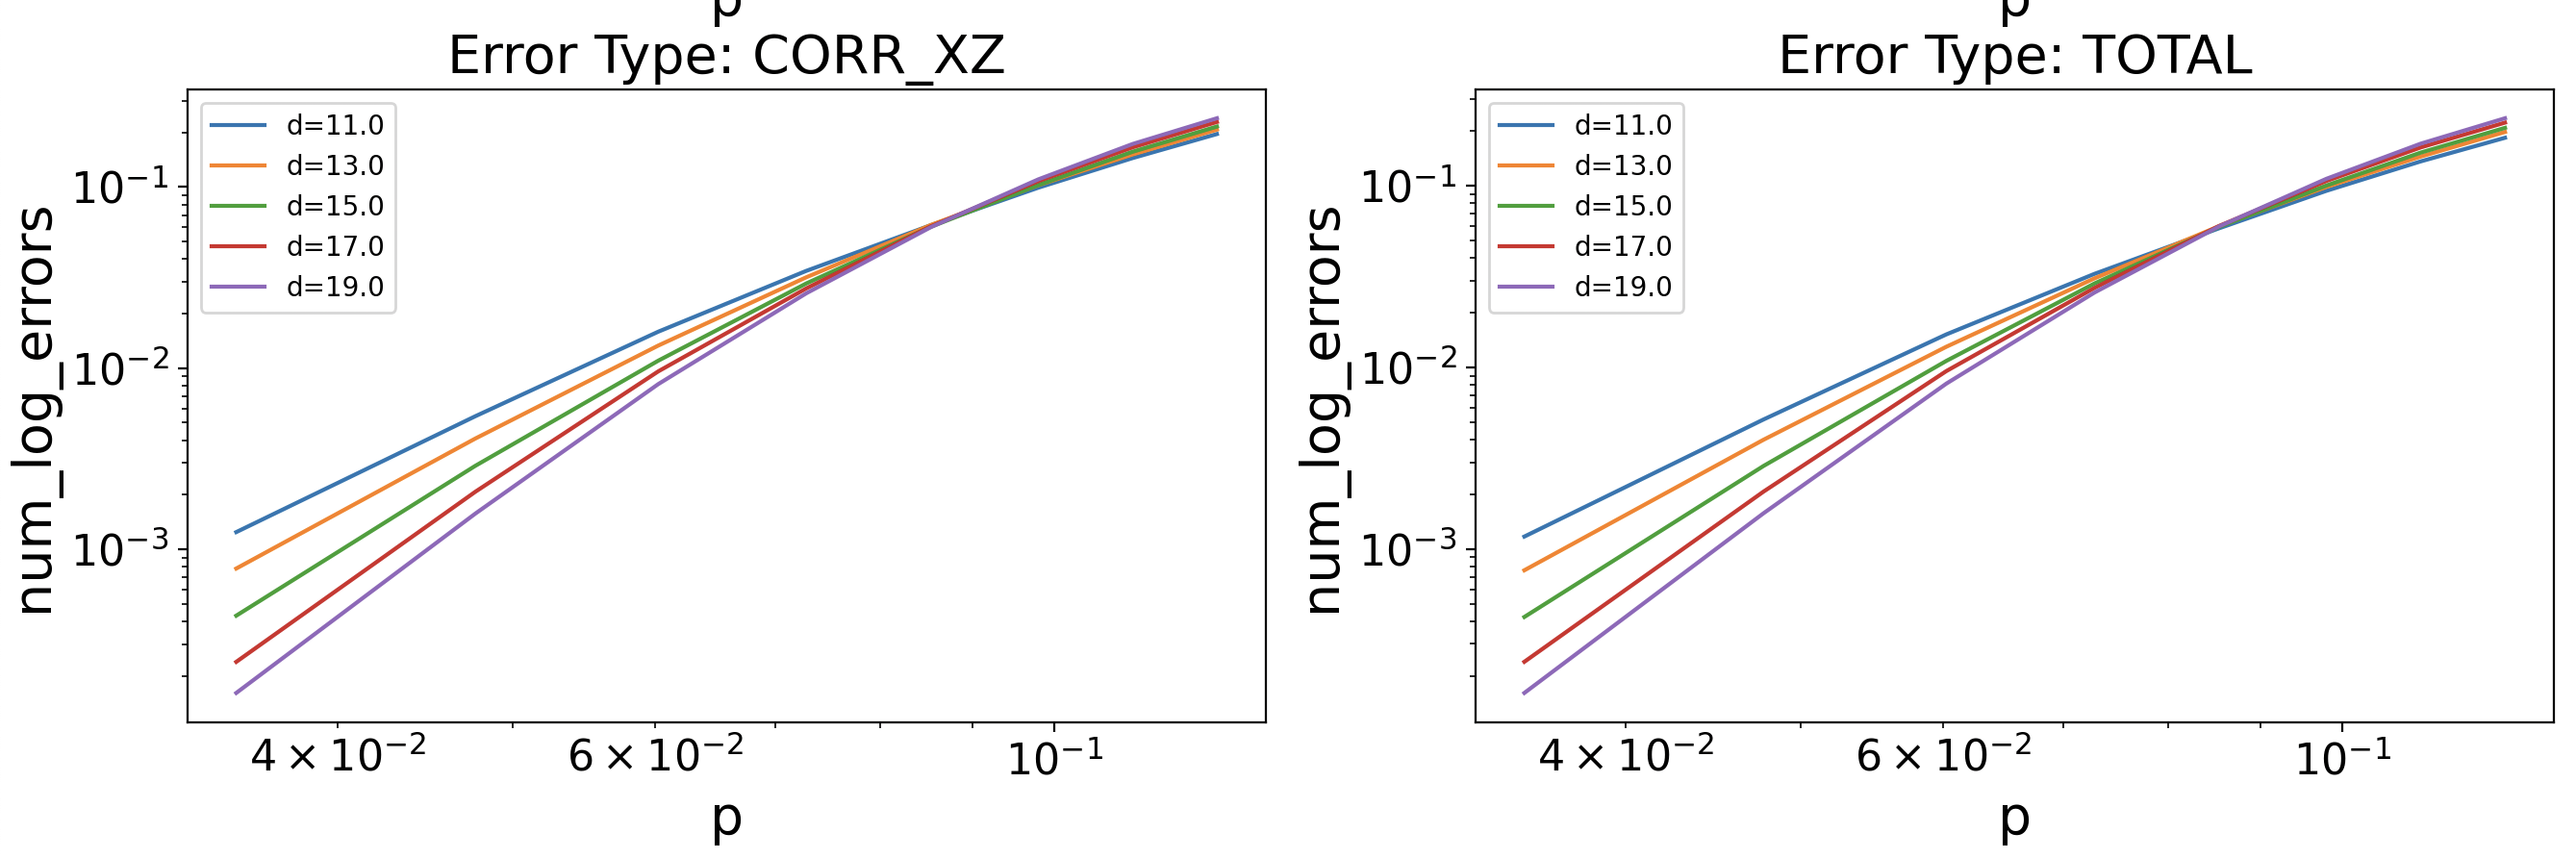 p
p
Error Type: CORR_XZ
d=11.0
d=13.0
d=15.0
d=17.0
d=19.0
num_log_errors
10⁻¹
10⁻²
10⁻³
4 × 10⁻²
6 × 10⁻²
10⁻¹
p
Error Type: TOTAL
d=11.0
d=13.0
d=15.0
d=17.0
d=19.0
num_log_errors
10⁻¹
10⁻²
10⁻³
4 × 10⁻²
6 × 10⁻²
10⁻¹
p